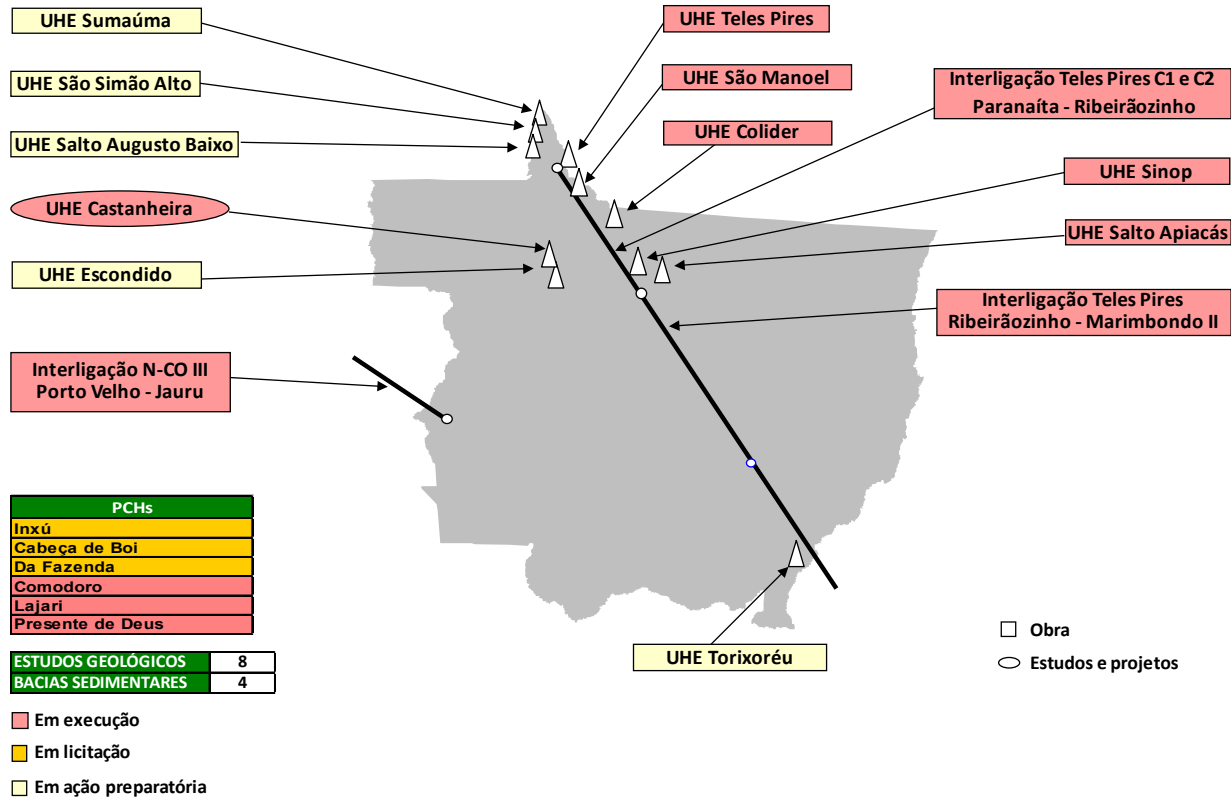 UHE Sumaúma
UHE São Simão Alto
UHE Salto Augusto Baixo
UHE Castanheira
UHE Escondido
Interligação N-CO III
Porto Velho - Jauru
UHE Teles Pires
UHE São Manoel
UHE Colider
Interligação Teles Pires C1 e C2
Paranaíta - Ribeirãozinho
UHE Sinop
UHE Salto Apiacás
Interligação Teles Pires
Ribeirãozinho - Marimbondo II
UHE Torixoréu
PCHs
Inxú
Cabeça de Boi
Da Fazenda
Comodoro
Lajari
Presente de Deus
ESTUDOS GEOLÓGICOS 8
BACIAS SEDIMENTARES 4
Em execução
Em licitação
Em ação preparatória
Obra
Estudos e projetos